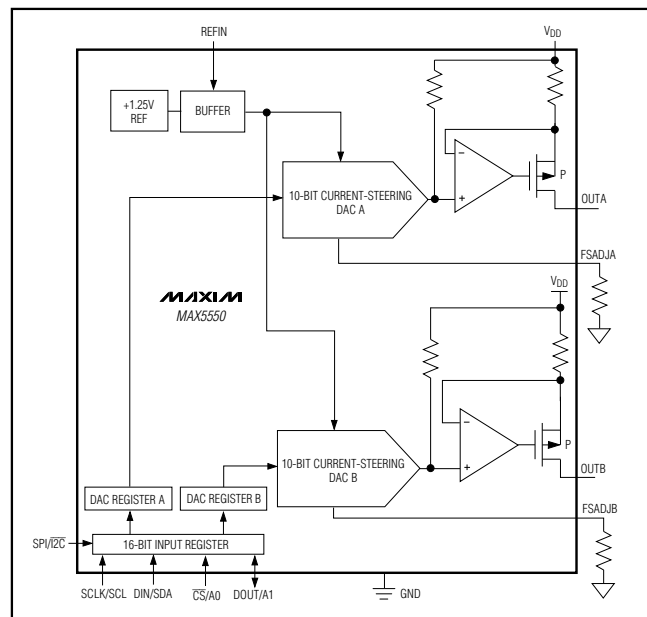 REFIN
VDD
+1.25V
REF
BUFFER
10-BIT CURRENT-STEERING
DAC A
−
+
P
OUTA
FSADJA
MAXIM
MAX5550
VDD
10-BIT CURRENT-STEERING
DAC B
−
+
P
OUTB
FSADJB
DAC REGISTER A
DAC REGISTER B
SPI/I2C
16-BIT INPUT REGISTER
SCLK/SCL
DIN/SDA
CS/A0
DOUT/A1
GND